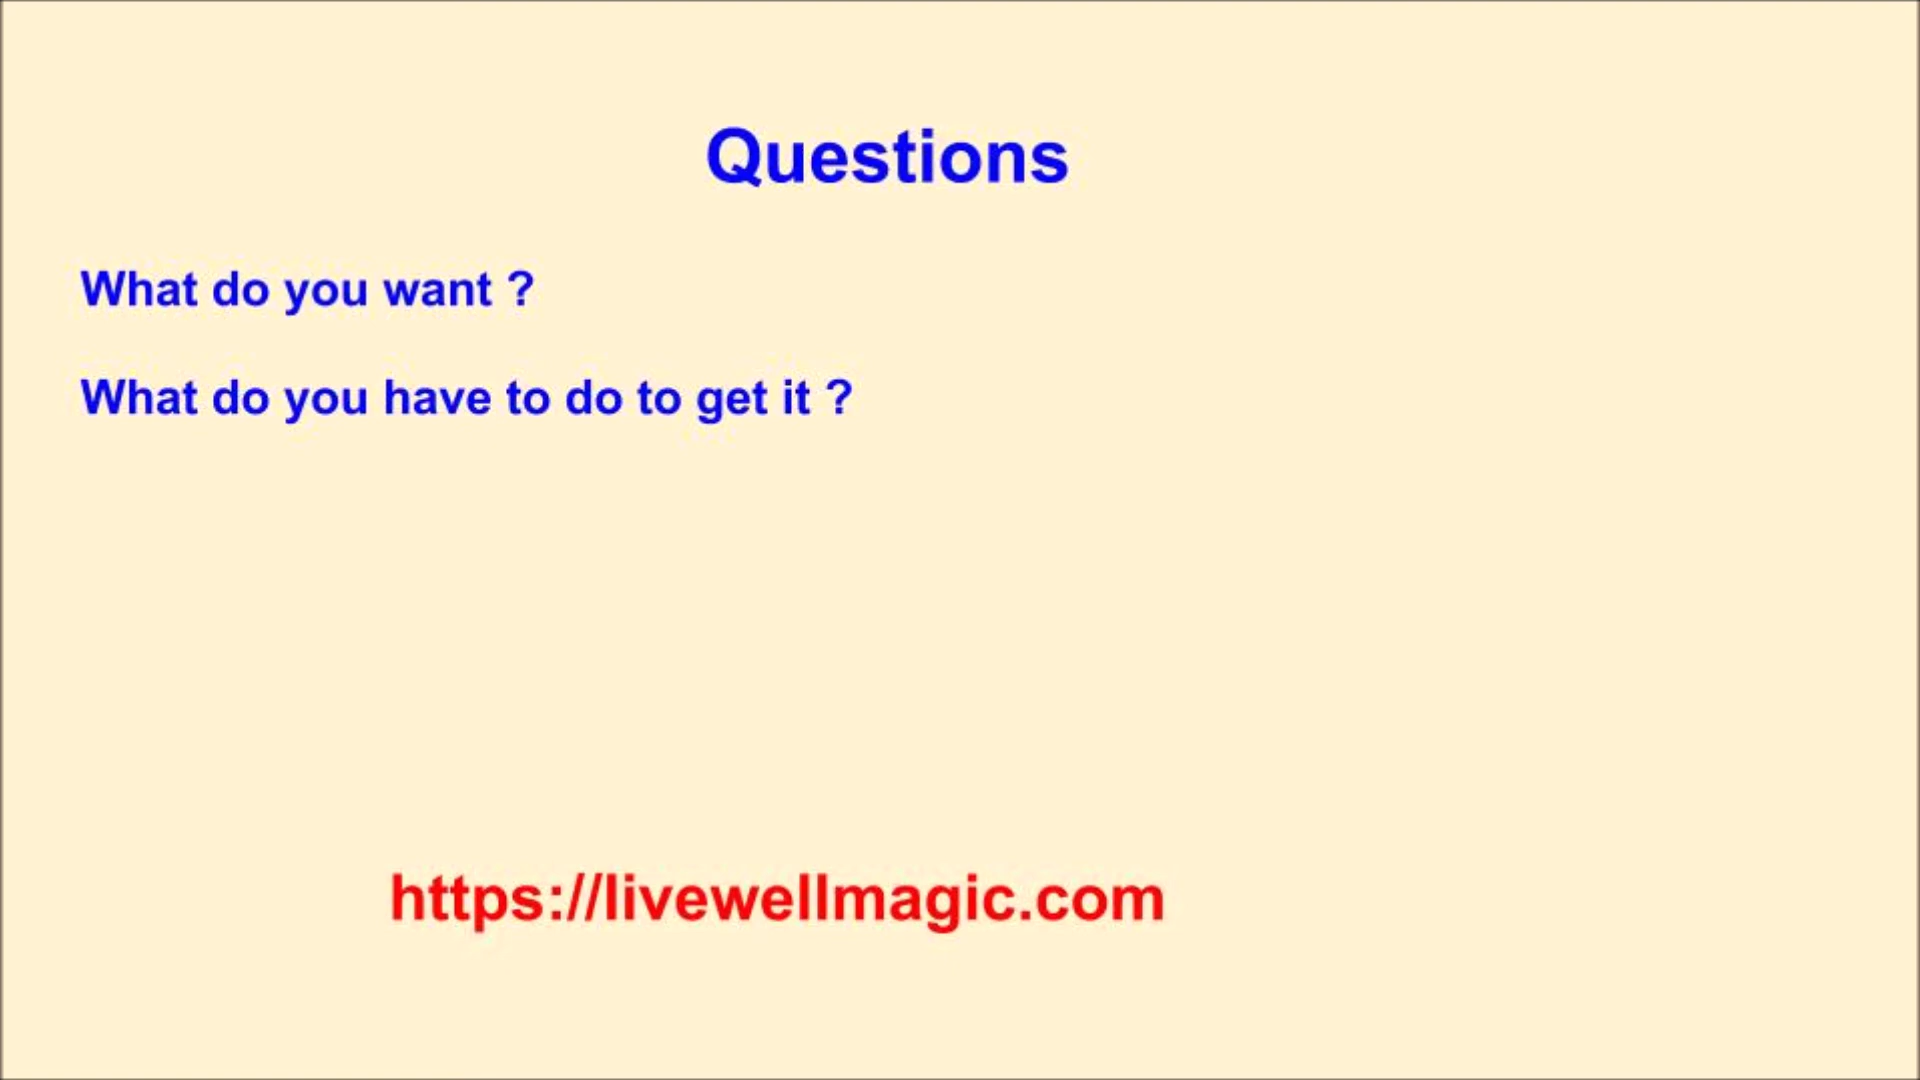 Questions
What do you want ?
What do you have to do to get it ?
https://livewellmagic.com